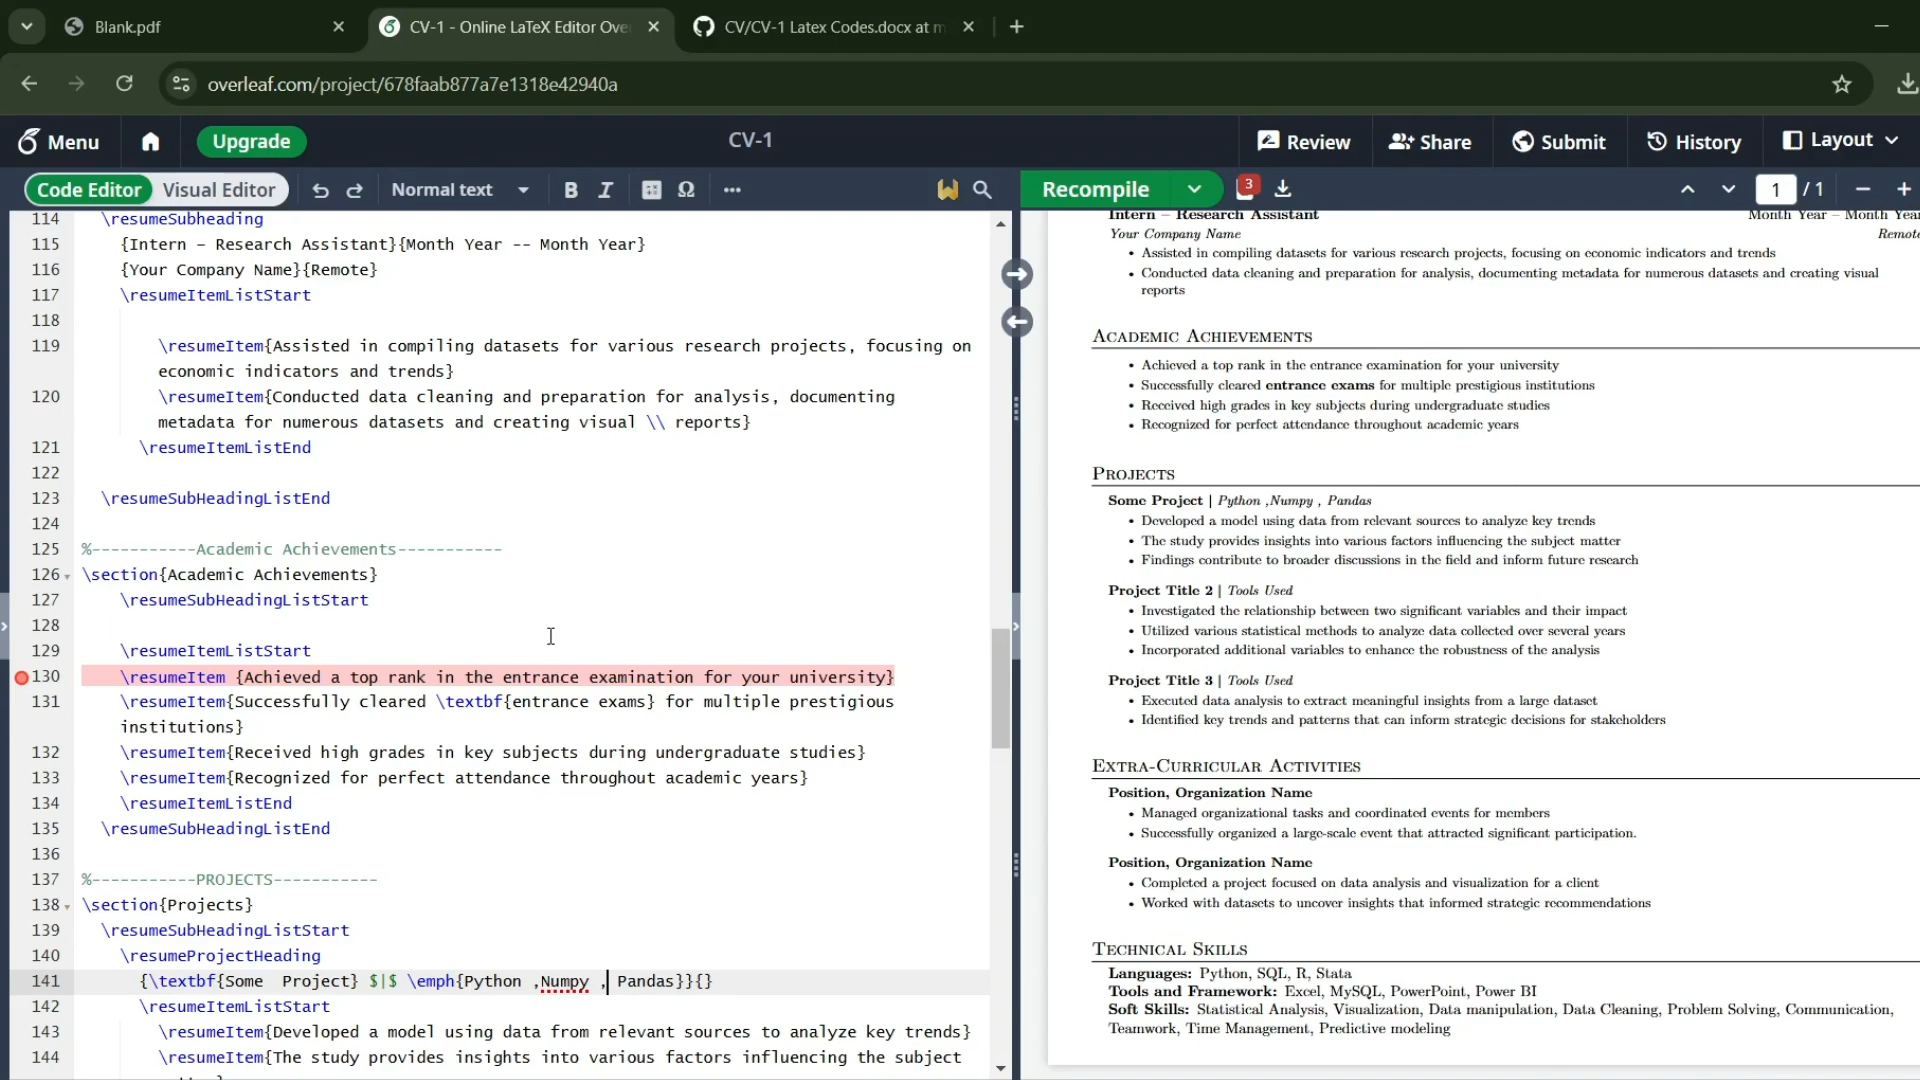 Blank.pdf
CV-1 - Online LaTeX Editor Ove
CV/CV-1 Latex Codes.docx at m
overleaf.com/project/678faab877a7e1318e42940a
Menu
Upgrade
CV-1
Review
Share
Submit
History
Layout
Code Editor
Visual Editor
Normal text
B
I
Ω
Recompile
3
1
/ 1
114 \resumeSubheading
115 {Intern – Research Assistant}{Month Year -- Month Year}
116 {Your Company Name}{Remote}
117 \resumeItemListStart
118
119 \resumeItem{Assisted in compiling datasets for various research projects, focusing on
economic indicators and trends}
120 \resumeItem{Conducted data cleaning and preparation for analysis, documenting
metadata for numerous datasets and creating visual \\ reports}
121 \resumeItemListEnd
122
123 \resumeSubHeadingListEnd
124
125 %-----------Academic Achievements-----------
126 \section{Academic Achievements}
127 \resumeSubHeadingListStart
128
129 \resumeItemListStart
130 \resumeItem {Achieved a top rank in the entrance examination for your university}
131 \resumeItem{Successfully cleared \textbf{entrance exams} for multiple prestigious
institutions}
132 \resumeItem{Received high grades in key subjects during undergraduate studies}
133 \resumeItem{Recognized for perfect attendance throughout academic years}
134 \resumeItemListEnd
135 \resumeSubHeadingListEnd
136
137 %-----------PROJECTS-----------
138 \section{Projects}
139 \resumeSubHeadingListStart
140 \resumeProjectHeading
141 {\textbf{Some  Project} $|$ \emph{Python ,Numpy , Pandas}}{}
142 \resumeItemListStart
143 \resumeItem{Developed a model using data from relevant sources to analyze key trends}
144 \resumeItem{The study provides insights into various factors influencing the subject
Intern – Research Assistant Month Year – Month Year
Your Company Name Remote
• Assisted in compiling datasets for various research projects, focusing on economic indicators and trends
• Conducted data cleaning and preparation for analysis, documenting metadata for numerous datasets and creating visual
reports
Academic Achievements
• Achieved a top rank in the entrance examination for your university
• Successfully cleared entrance exams for multiple prestigious institutions
• Received high grades in key subjects during undergraduate studies
• Recognized for perfect attendance throughout academic years
Projects
Some Project | Python ,Numpy , Pandas
• Developed a model using data from relevant sources to analyze key trends
• The study provides insights into various factors influencing the subject matter
• Findings contribute to broader discussions in the field and inform future research
Project Title 2 | Tools Used
• Investigated the relationship between two significant variables and their impact
• Utilized various statistical methods to analyze data collected over several years
• Incorporated additional variables to enhance the robustness of the analysis
Project Title 3 | Tools Used
• Executed data analysis to extract meaningful insights from a large dataset
• Identified key trends and patterns that can inform strategic decisions for stakeholders
Extra-Curricular Activities
Position, Organization Name
• Managed organizational tasks and coordinated events for members
• Successfully organized a large-scale event that attracted significant participation.
Position, Organization Name
• Completed a project focused on data analysis and visualization for a client
• Worked with datasets to uncover insights that informed strategic recommendations
Technical Skills
Languages: Python, SQL, R, Stata
Tools and Framework: Excel, MySQL, PowerPoint, Power BI
Soft Skills: Statistical Analysis, Visualization, Data manipulation, Data Cleaning, Problem Solving, Communication,
Teamwork, Time Management, Predictive modeling